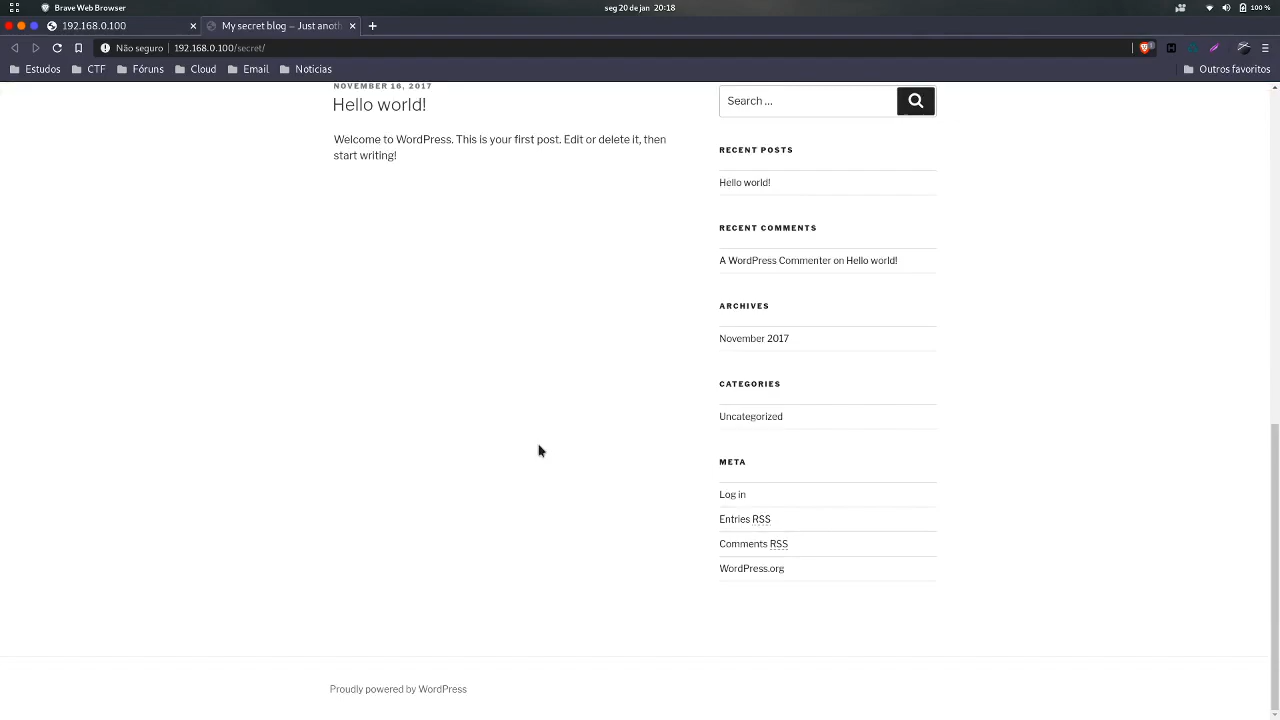 Brave Web Browser
seg 20 de jan  20:18
100 %
192.168.0.100
My secret blog – Just anoth
Não seguro
192.168.0.100/secret/
Estudos
CTF
Fóruns
Cloud
Email
Noticias
Outros favoritos
NOVEMBER 16, 2017
Hello world!
Welcome to WordPress. This is your first post. Edit or delete it, then
start writing!
Search …
RECENT POSTS
Hello world!
RECENT COMMENTS
A WordPress Commenter on Hello world!
ARCHIVES
November 2017
CATEGORIES
Uncategorized
META
Log in
Entries RSS
Comments RSS
WordPress.org
Proudly powered by WordPress